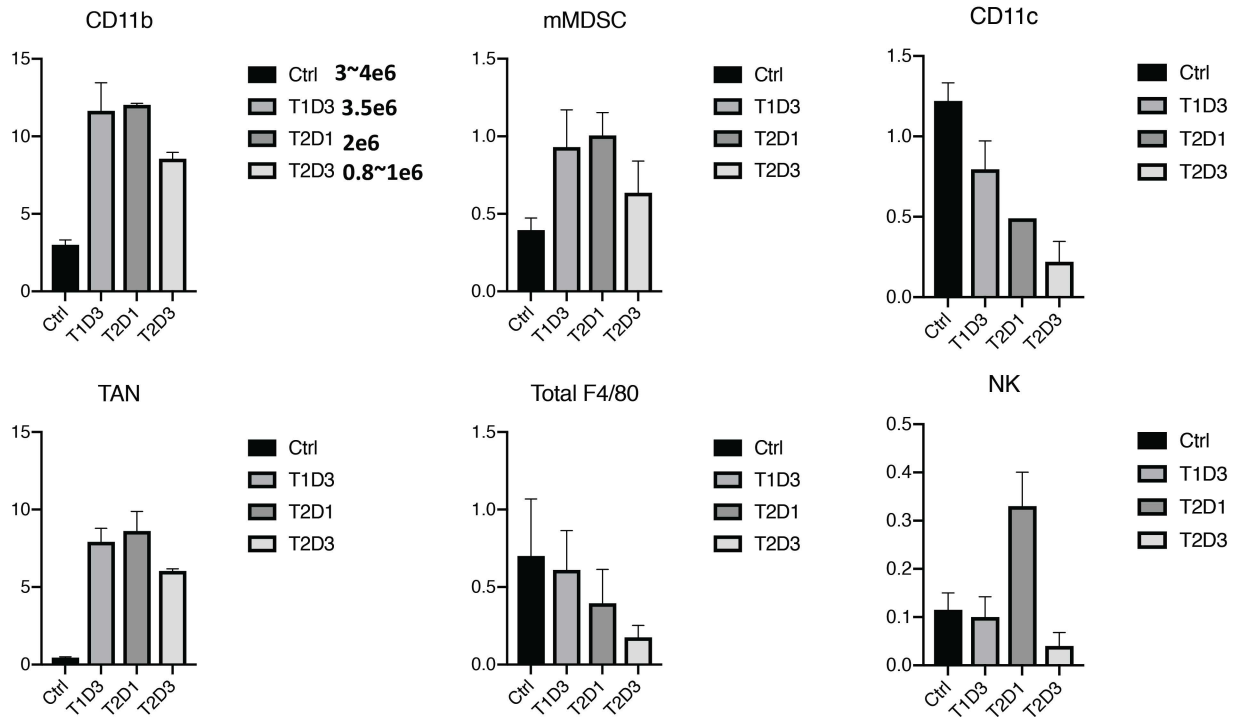 CD11b
15
10
5
0
Ctrl
T1D3
T2D1
T2D3
Ctrl 3~4e6
T1D3 3.5e6
T2D1 2e6
T2D3 0.8~1e6
mMDSC
1.5
1.0
0.5
0.0
Ctrl
T1D3
T2D1
T2D3
Ctrl
T1D3
T2D1
T2D3
CD11c
1.5
1.0
0.5
0.0
Ctrl
T1D3
T2D1
T2D3
Ctrl
T1D3
T2D1
T2D3
TAN
15
10
5
0
Ctrl
T1D3
T2D1
T2D3
Ctrl
T1D3
T2D1
T2D3
Total F4/80
1.5
1.0
0.5
0.0
Ctrl
T1D3
T2D1
T2D3
Ctrl
T1D3
T2D1
T2D3
NK
0.5
0.4
0.3
0.2
0.1
0.0
Ctrl
T1D3
T2D1
T2D3
Ctrl
T1D3
T2D1
T2D3